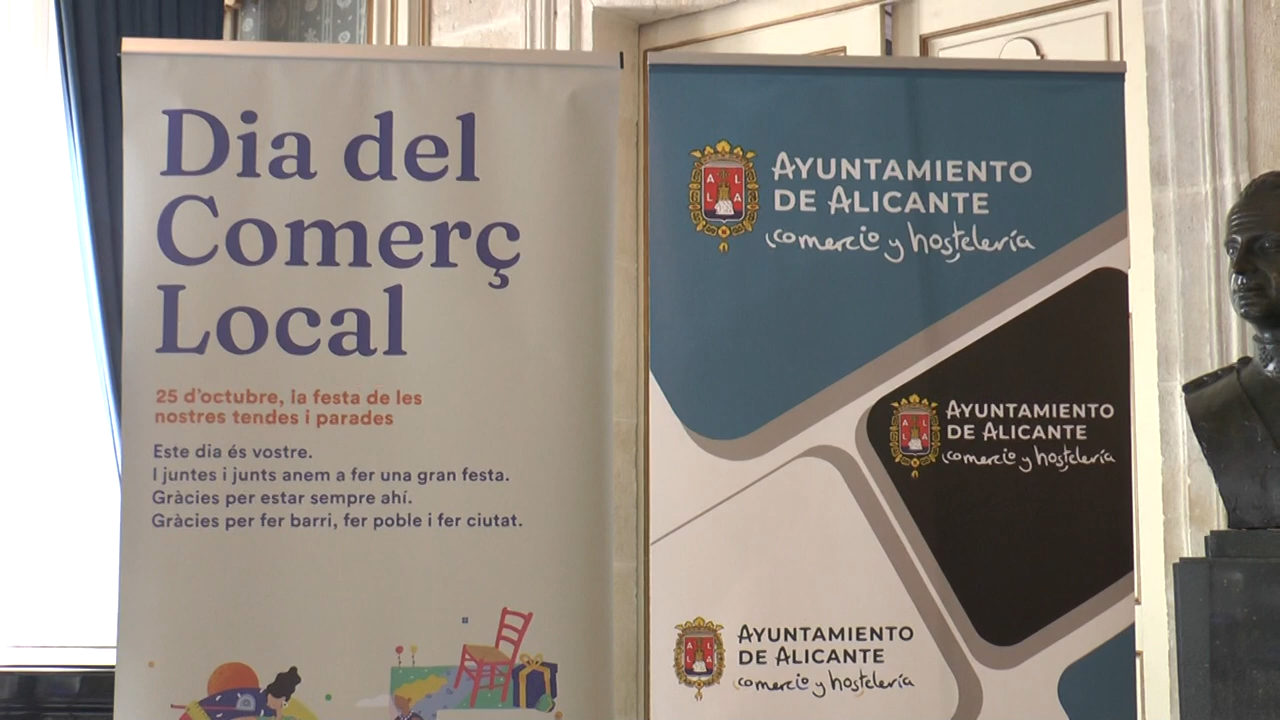 Dia del
Comerç
Local
25 d'octubre, la festa de les
nostres tendes i parades
Este dia és vostre.
I juntes i junts anem a fer una gran festa.
Gràcies per estar sempre ahí.
Gràcies per fer barri, fer poble i fer ciutat.
AYUNTAMIENTO
DE ALICANTE
comercio y hostelería
AYUNTAMIENTO
DE ALICANTE
comercio y hostelería
AYUNTAMIENTO
DE ALICANTE
comercio y hostelería